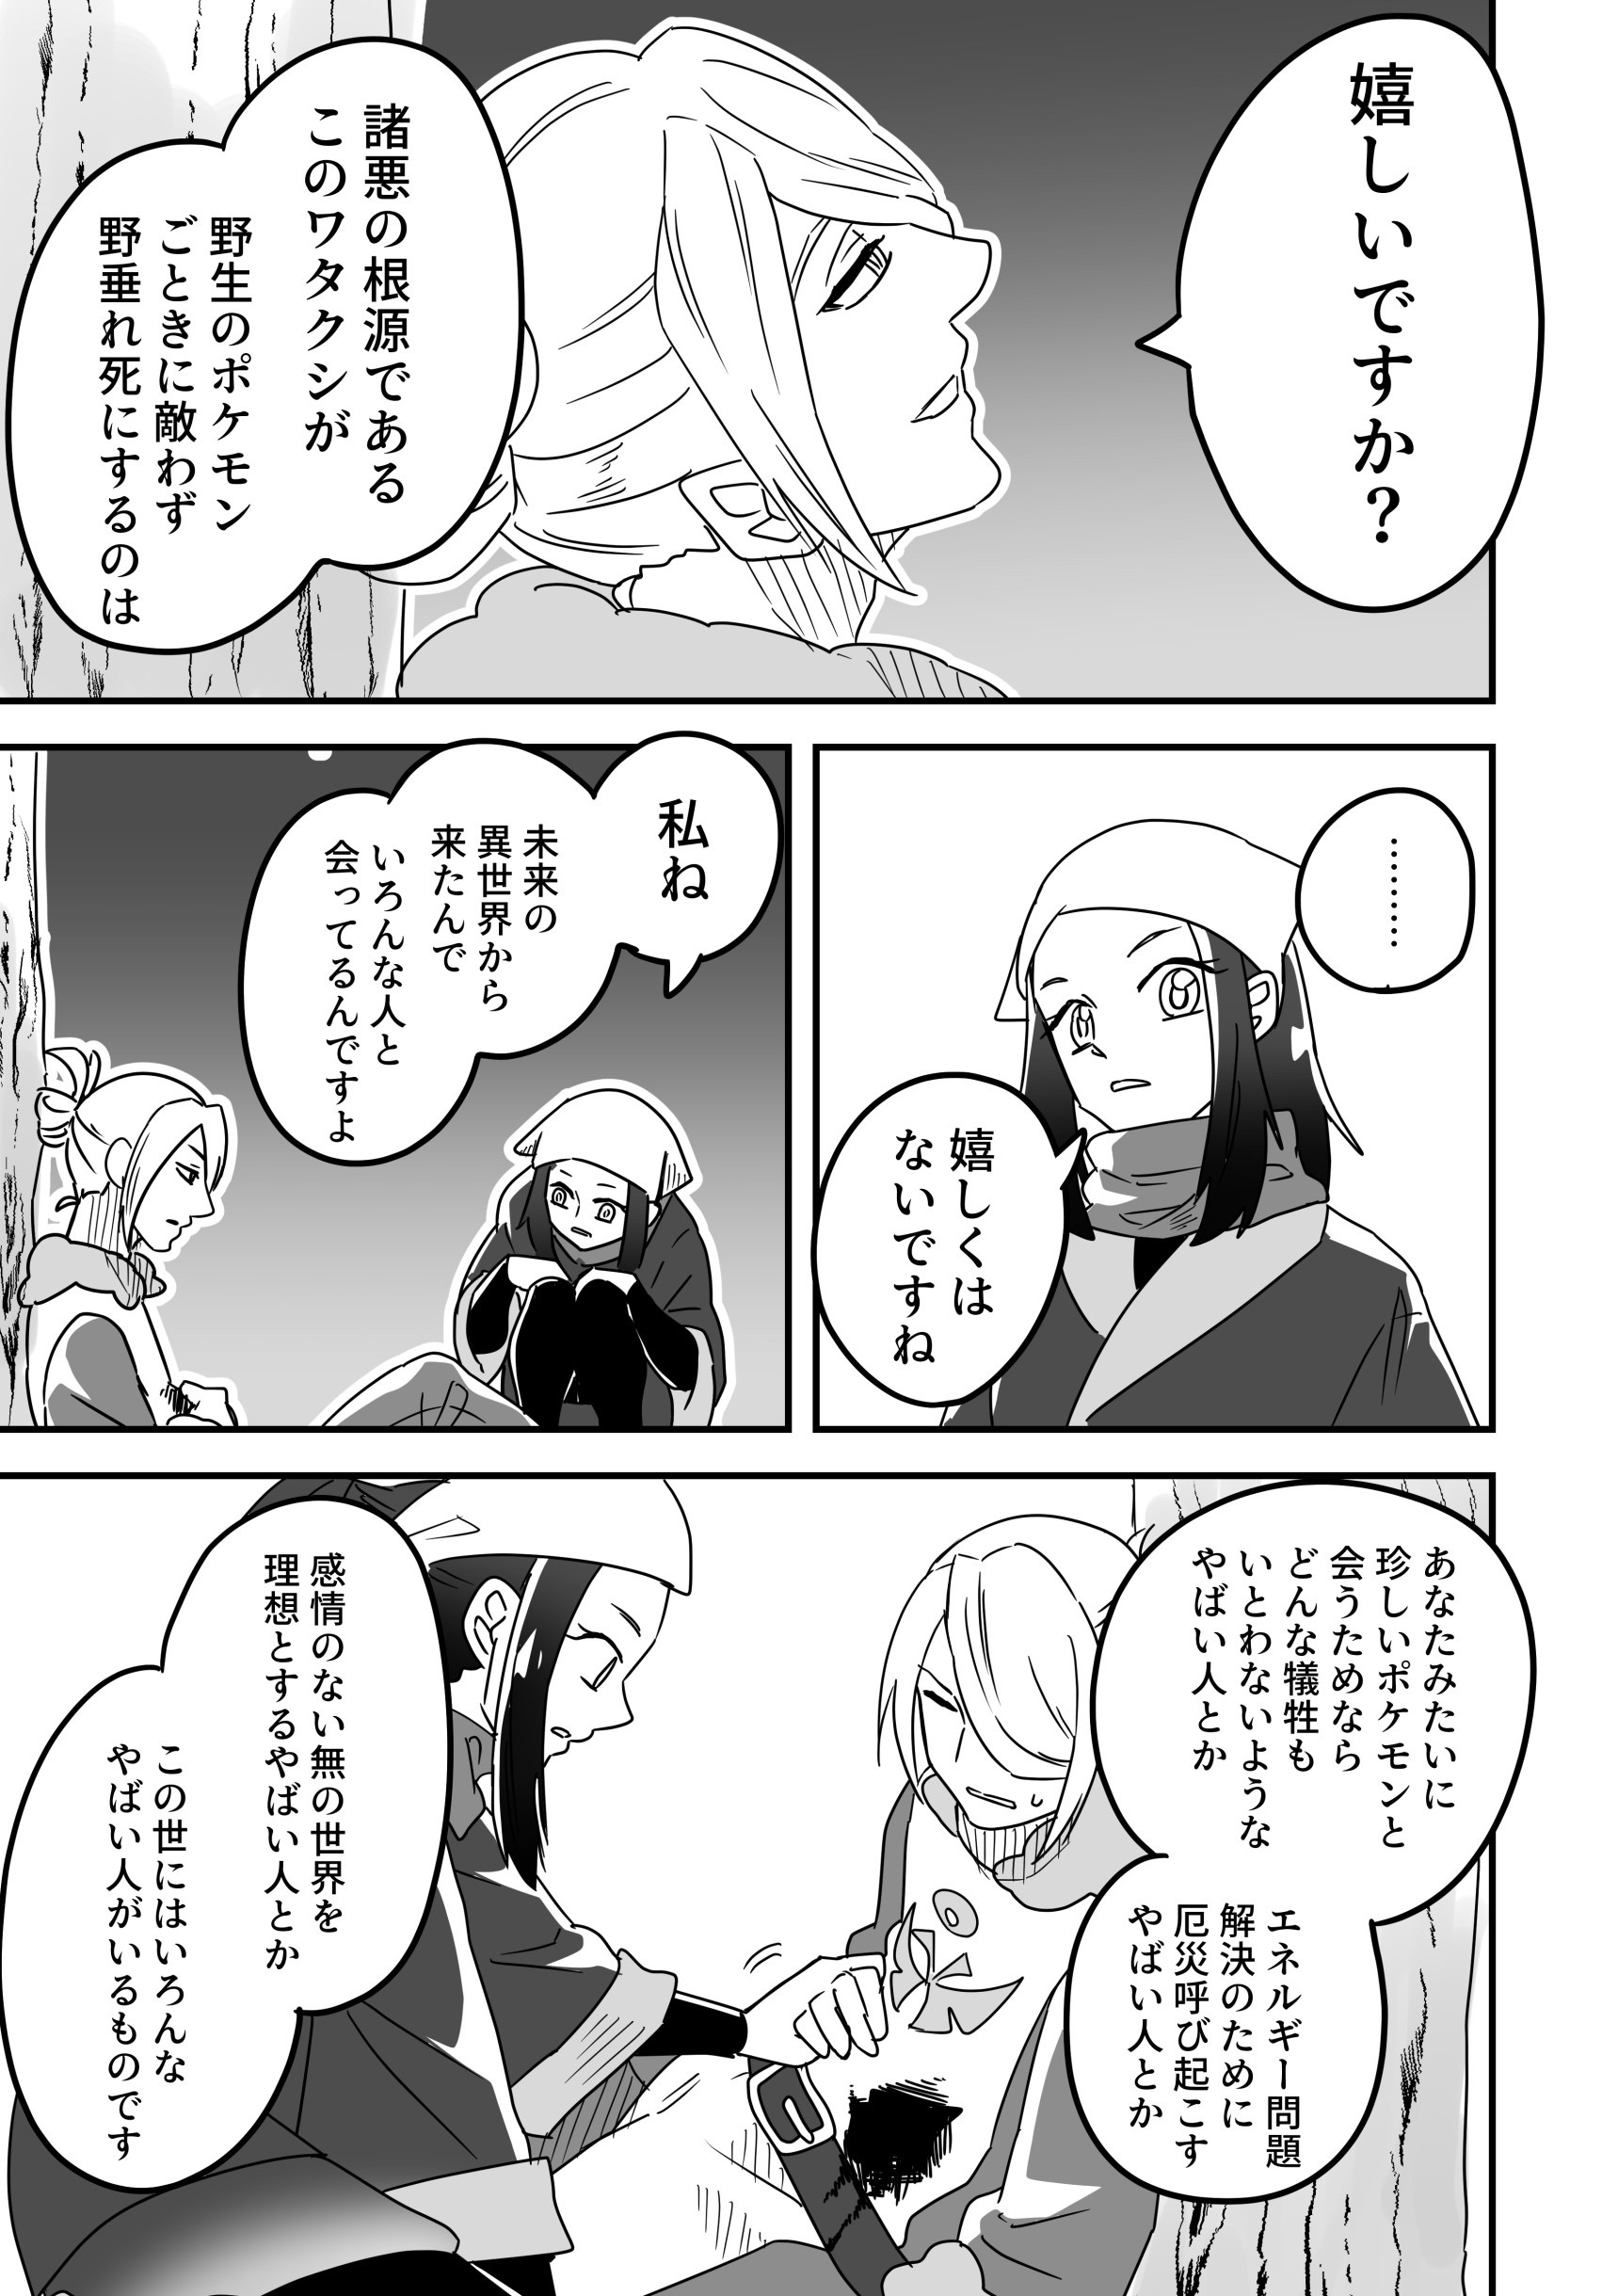 嬉しいですか？
諸悪の根源である
このワタクシが
野生のポケモン
ごときに敵わず
野垂れ死にするのは
………
嬉しくは
ないですね
私ね
未来の
異世界から
来たんで
いろんな人と
会ってるんですよ
あなたみたいに
珍しいポケモンと
会うためなら
どんな犠牲も
いとわないような
やばい人とか
エネルギー問題
解決のために
厄災呼び起こす
やばい人とか
感情のない無の世界を
理想とするやばい人とか
この世にはいろんな
やばい人がいるものです